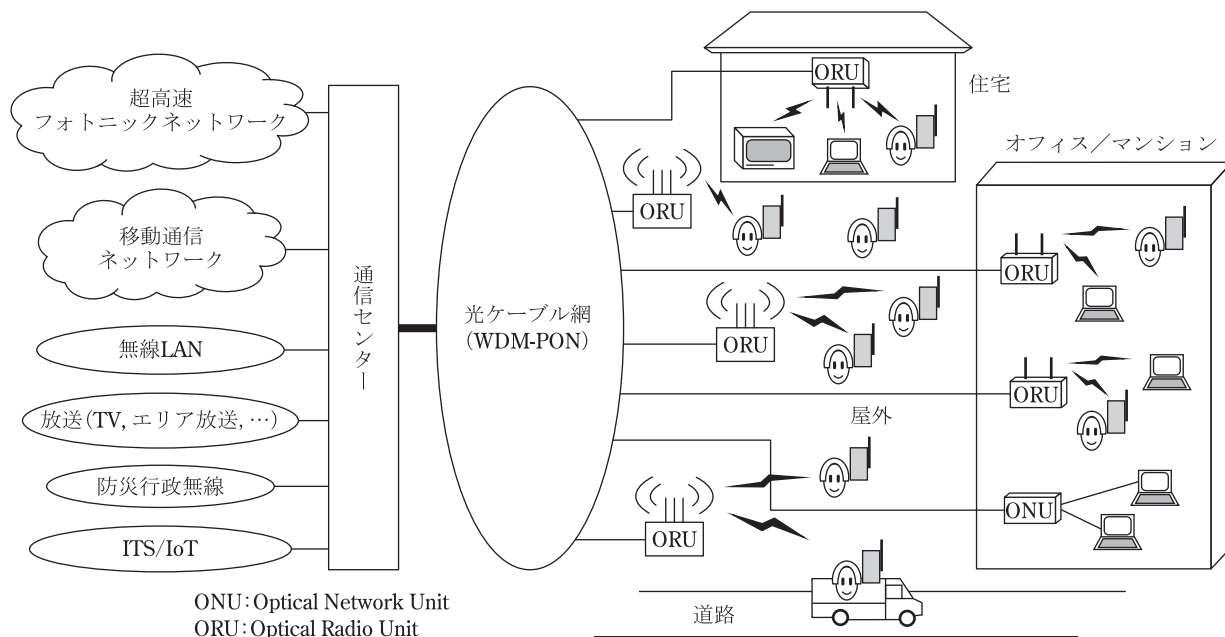 超高速
フォトニックネットワーク
移動通信
ネットワーク
無線LAN
放送(TV, エリア放送, …)
防災行政無線
ITS/IoT
通信センター
光ケーブル網
(WDM-PON)
ORU
住宅
ORU
オフィス/マンション
ORU
ORU
ORU
屋外
ORU
ONU
道路
ONU:Optical Network Unit
ORU:Optical Radio Unit